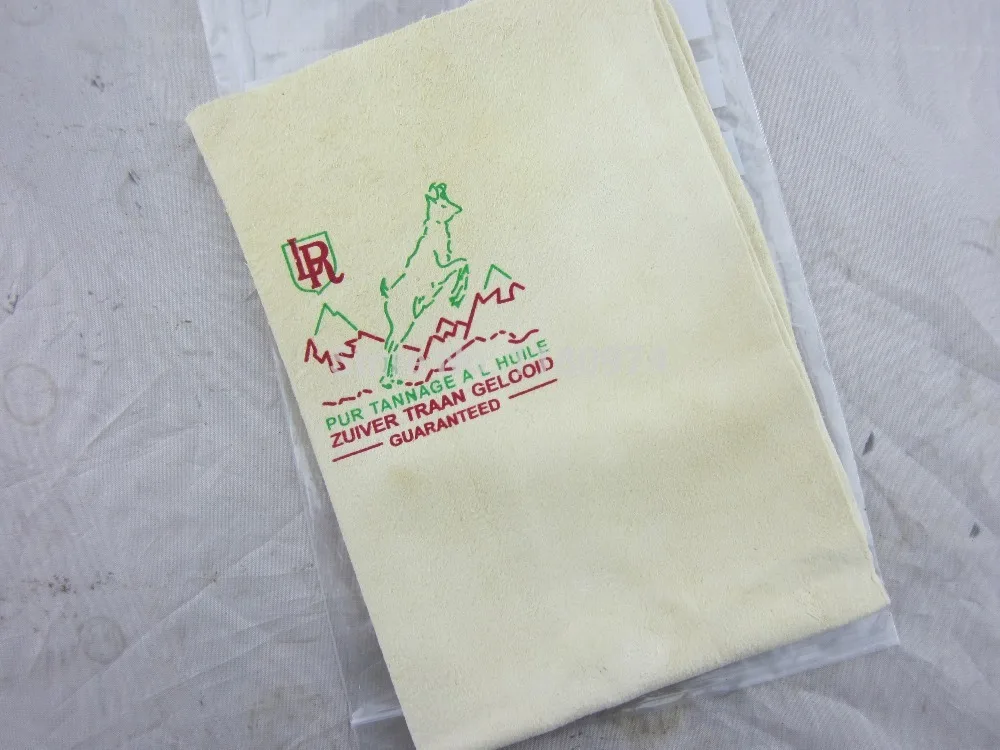 LR
PUR TANNAGE A L HUILE
ZUIVER TRAAN GELOOID
GUARANTEED